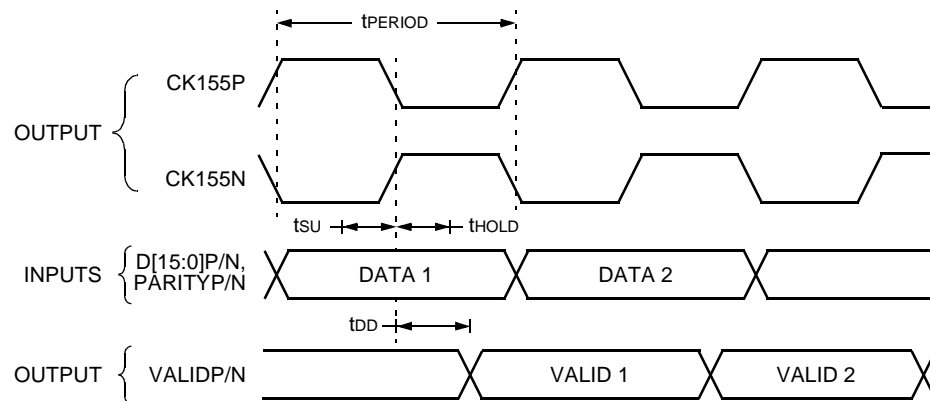 tPERIOD
CK155P
OUTPUT
CK155N
tSU
tHOLD
INPUTS
D[15:0]P/N,
PARITYP/N
DATA 1
DATA 2
tDD
OUTPUT
VALIDP/N
VALID 1
VALID 2